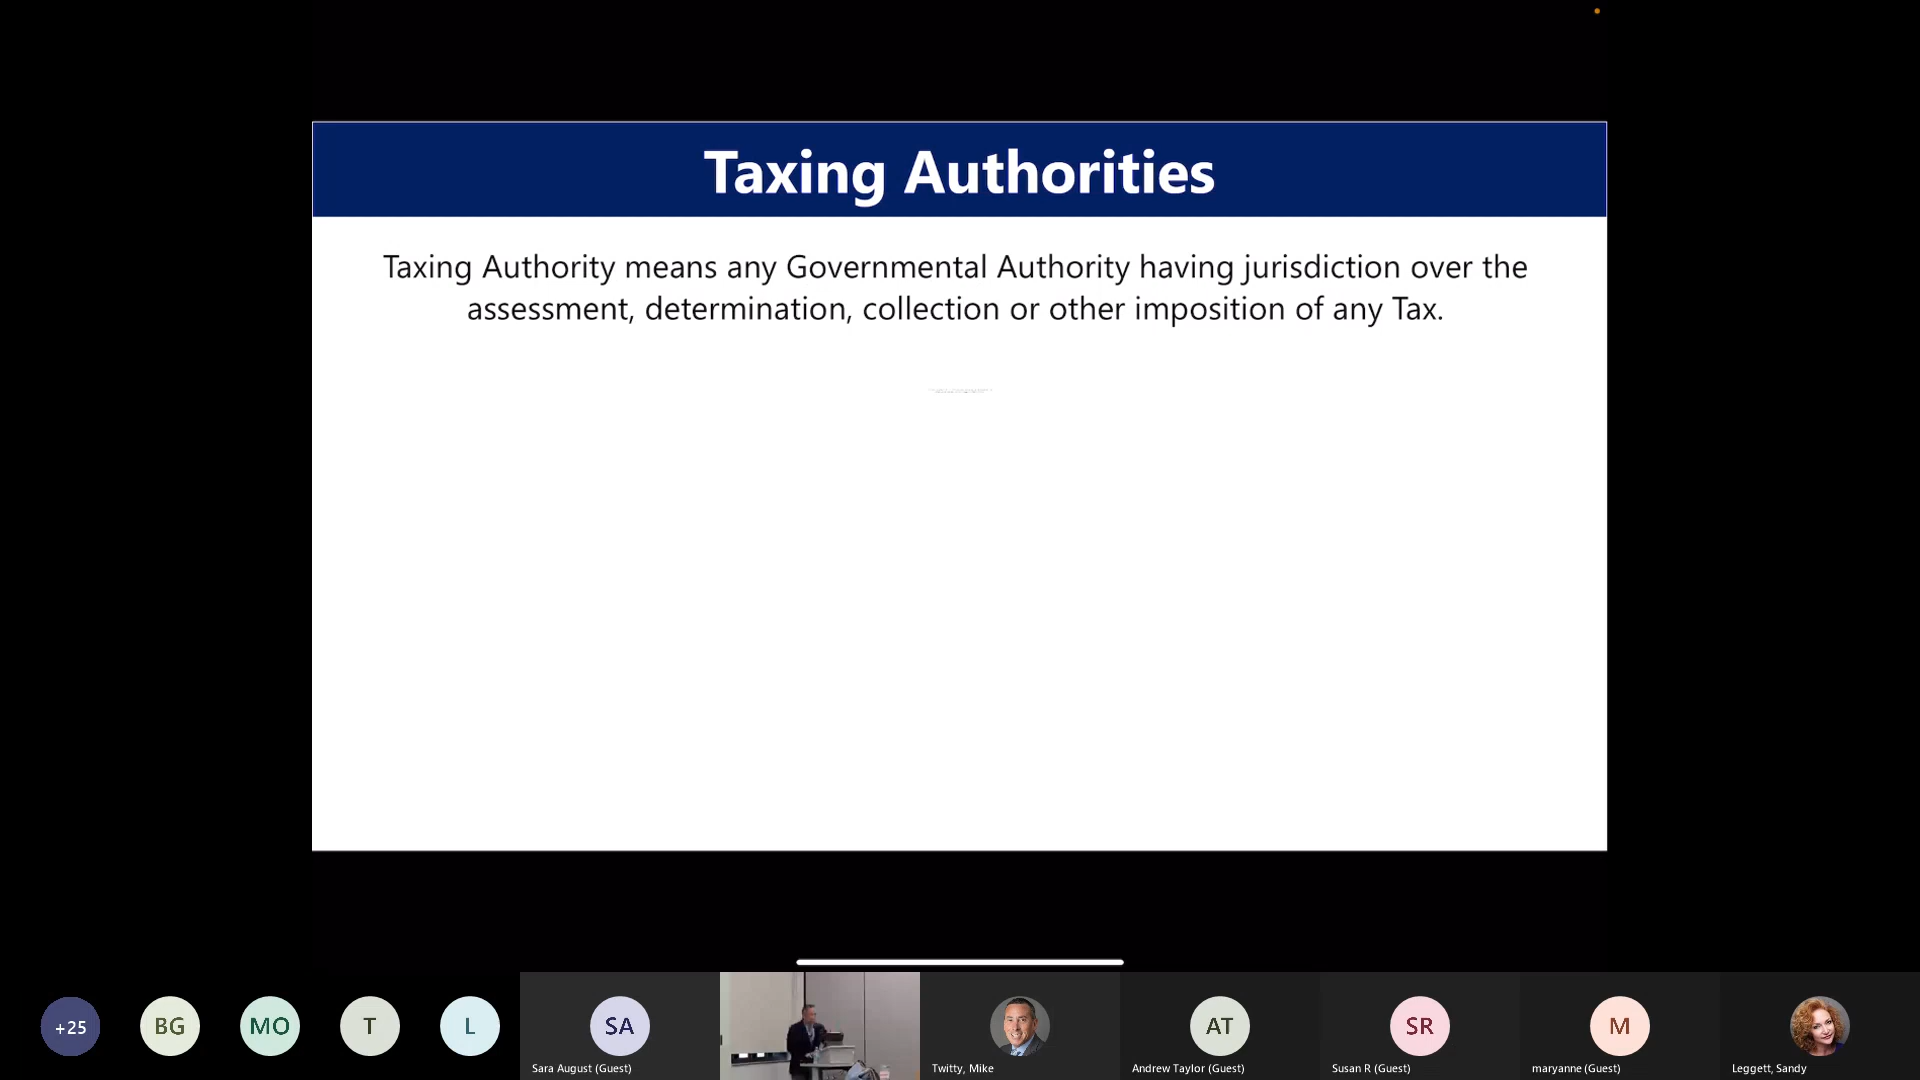 Taxing Authorities
Taxing Authority means any Governmental Authority having jurisdiction over the
assessment, determination, collection or other imposition of any Tax.
+25
BG
MO
T
L
SA
AT
SR
M
Sara August (Guest)
Twitty, Mike
Andrew Taylor (Guest)
Susan R (Guest)
maryanne (Guest)
Leggett, Sandy